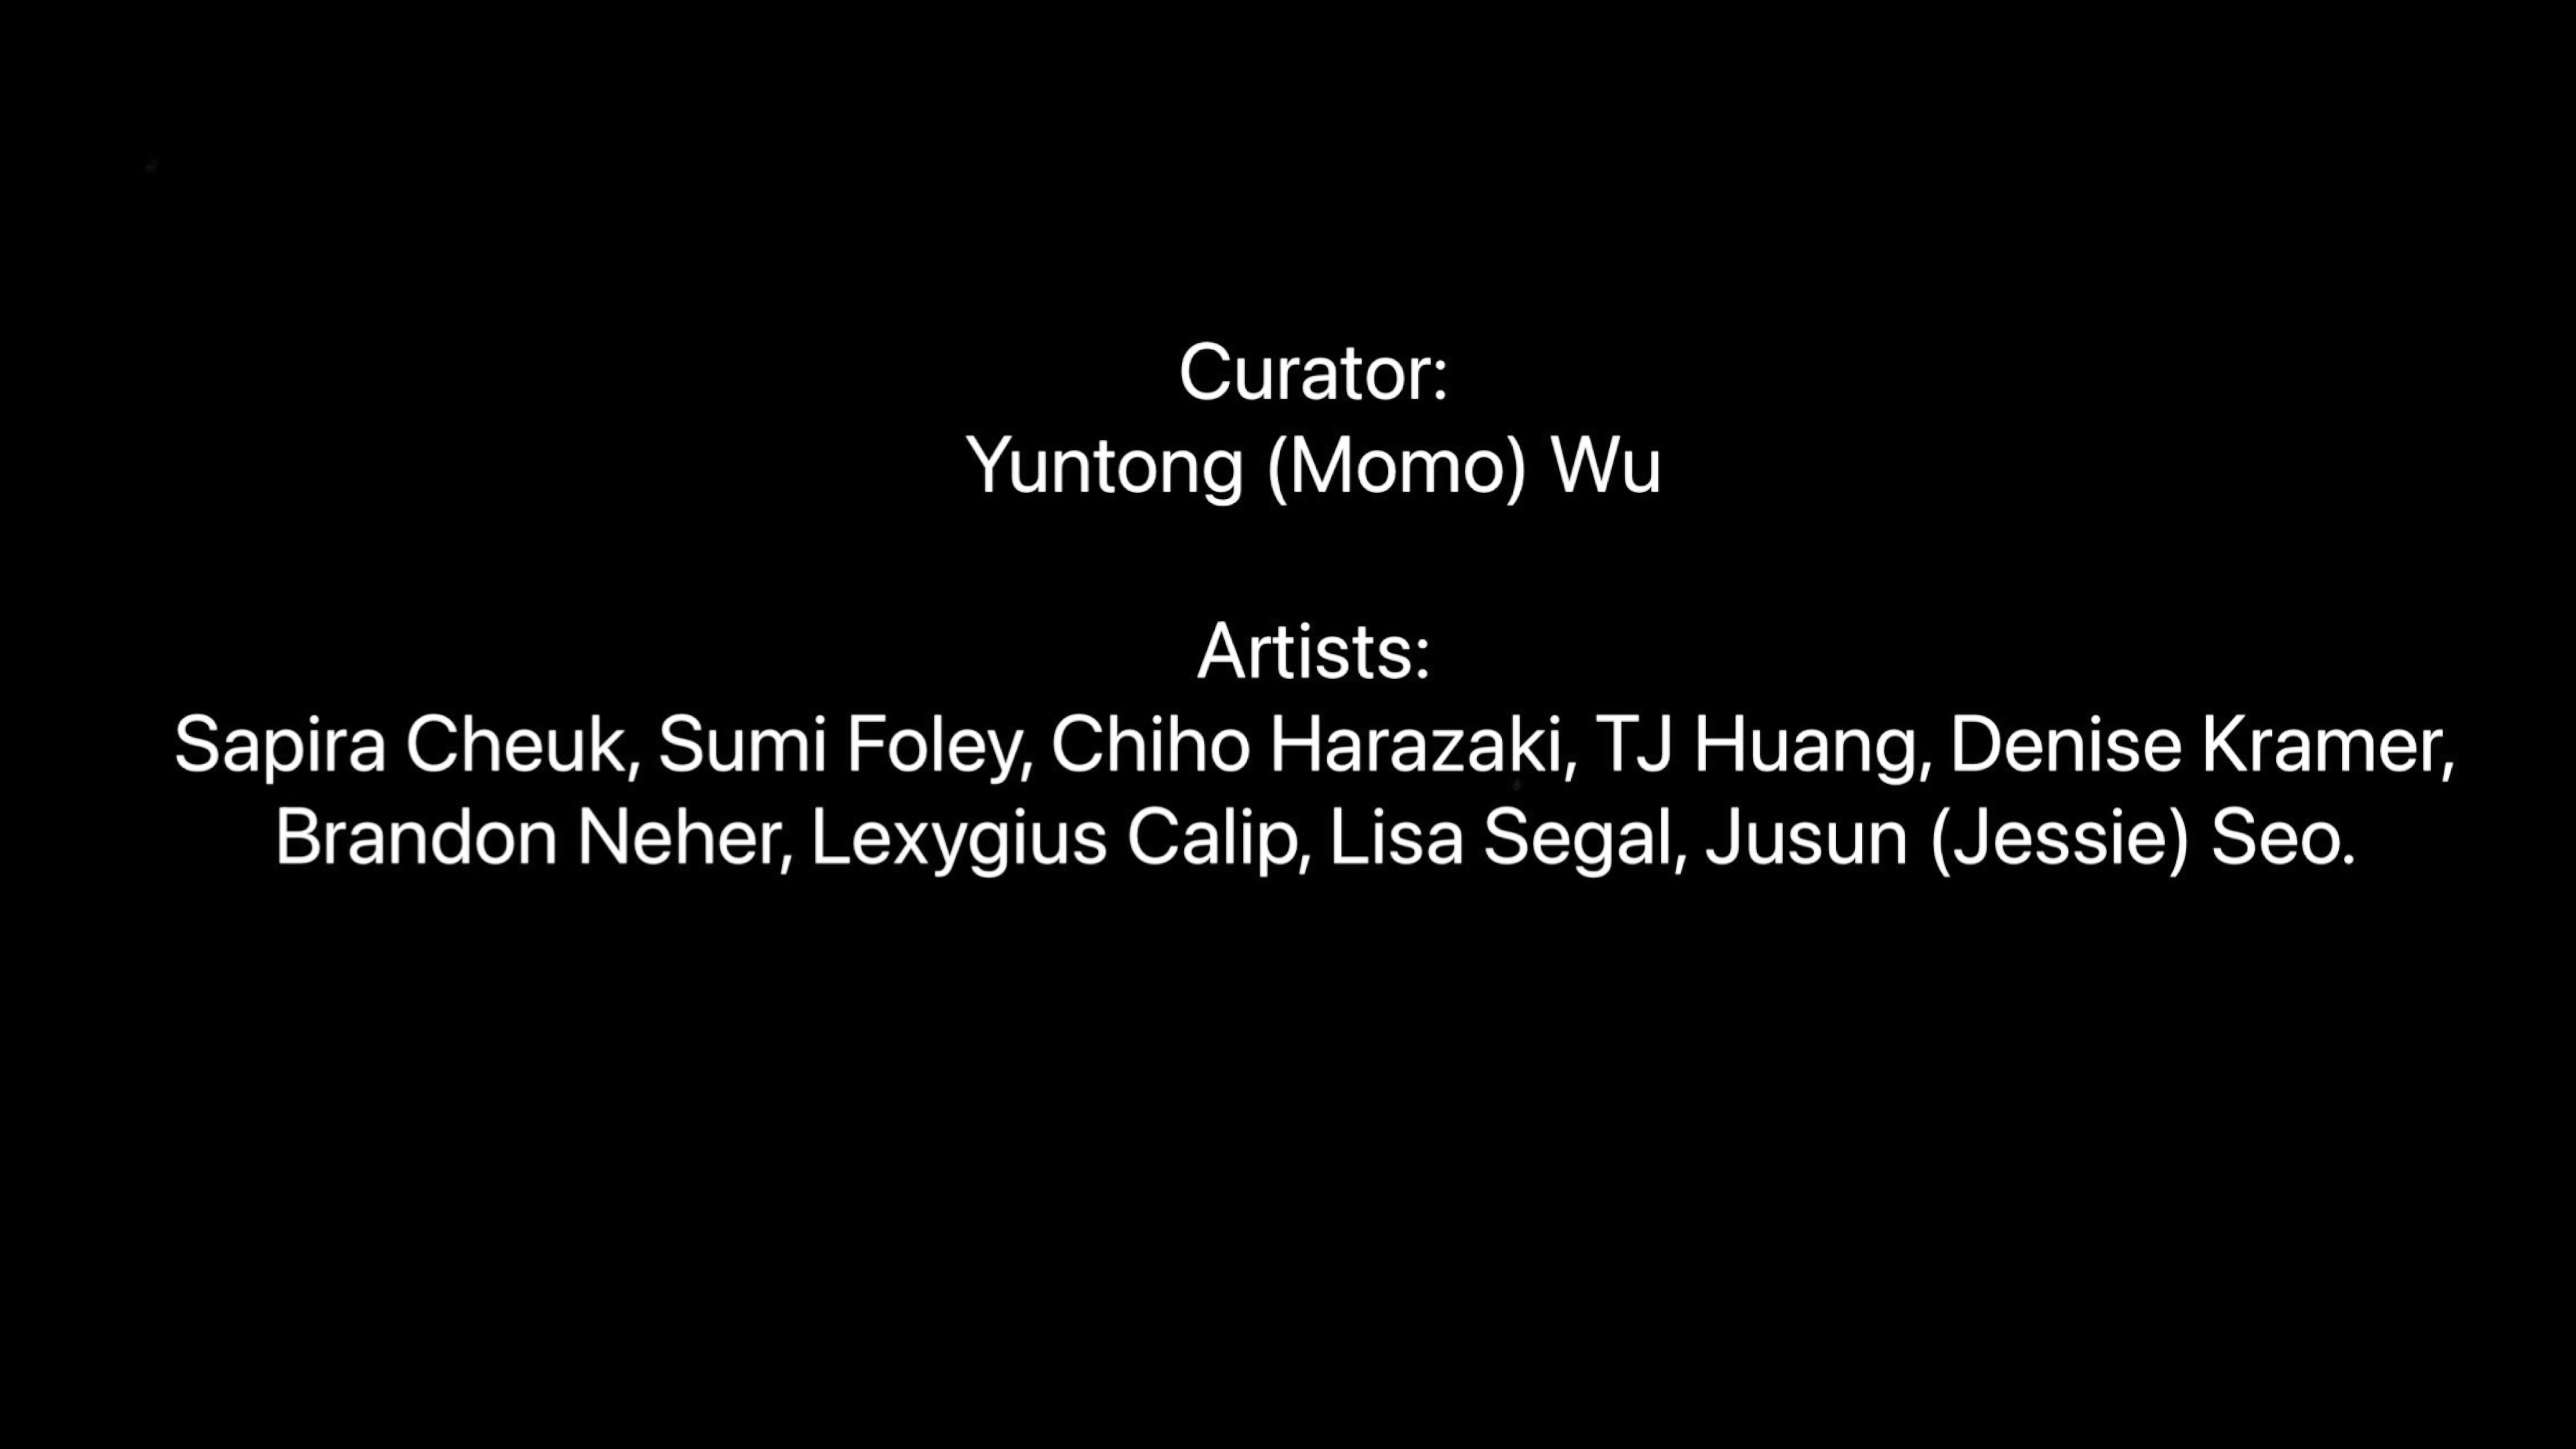 Curator:
Yuntong (Momo) Wu
Artists:
Sapira Cheuk, Sumi Foley, Chiho Harazaki, TJ Huang, Denise Kramer,
Brandon Neher, Lexygius Calip, Lisa Segal, Jusun (Jessie) Seo.